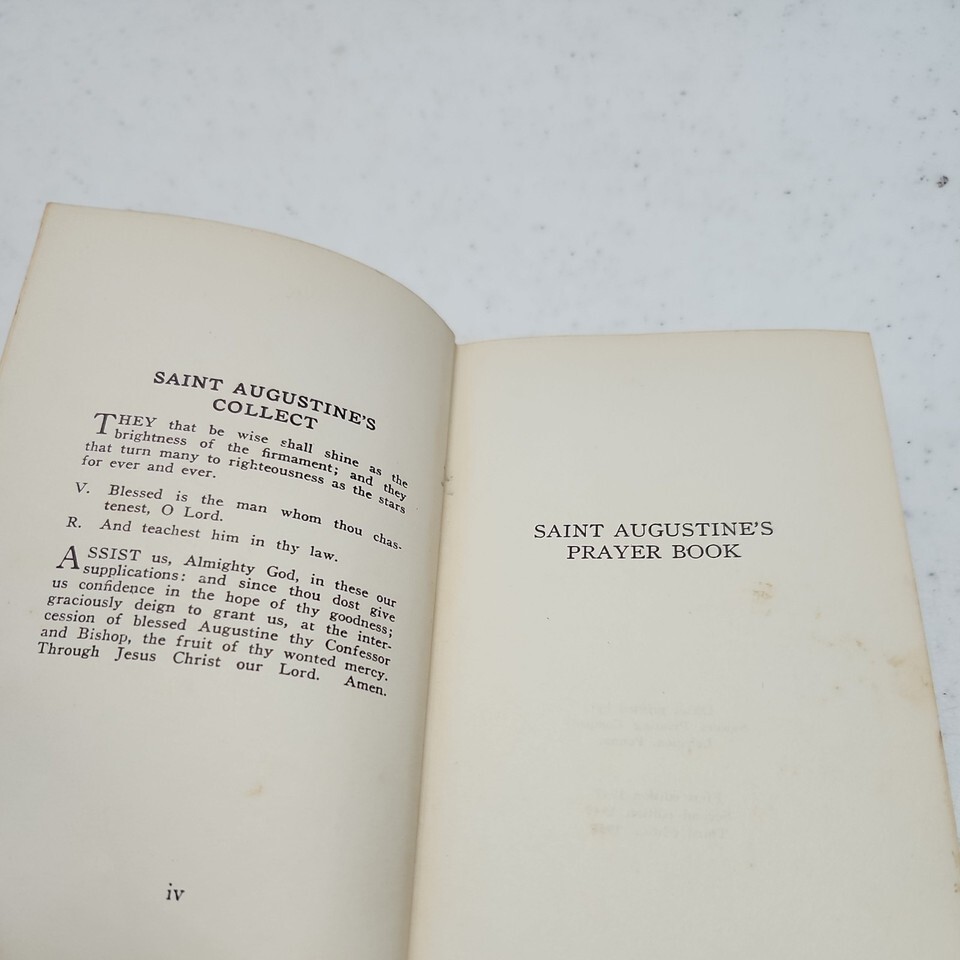 SAINT AUGUSTINE'S
COLLECT
THEY that be wise shall shine as the
brightness of the firmament; and they
that turn many to righteousness as the stars
for ever and ever.
V. Blessed is the man whom thou chas-
tenest, O Lord.
R. And teachest him in thy law.
ASSIST us, Almighty God, in these our
supplications: and since thou dost give
us confidence in the hope of thy goodness;
graciously deign to grant us, at the inter-
cession of blessed Augustine thy Confessor
and Bishop, the fruit of thy wonted mercy.
Through Jesus Christ our Lord. Amen.
iv
SAINT AUGUSTINE'S
PRAYER BOOK